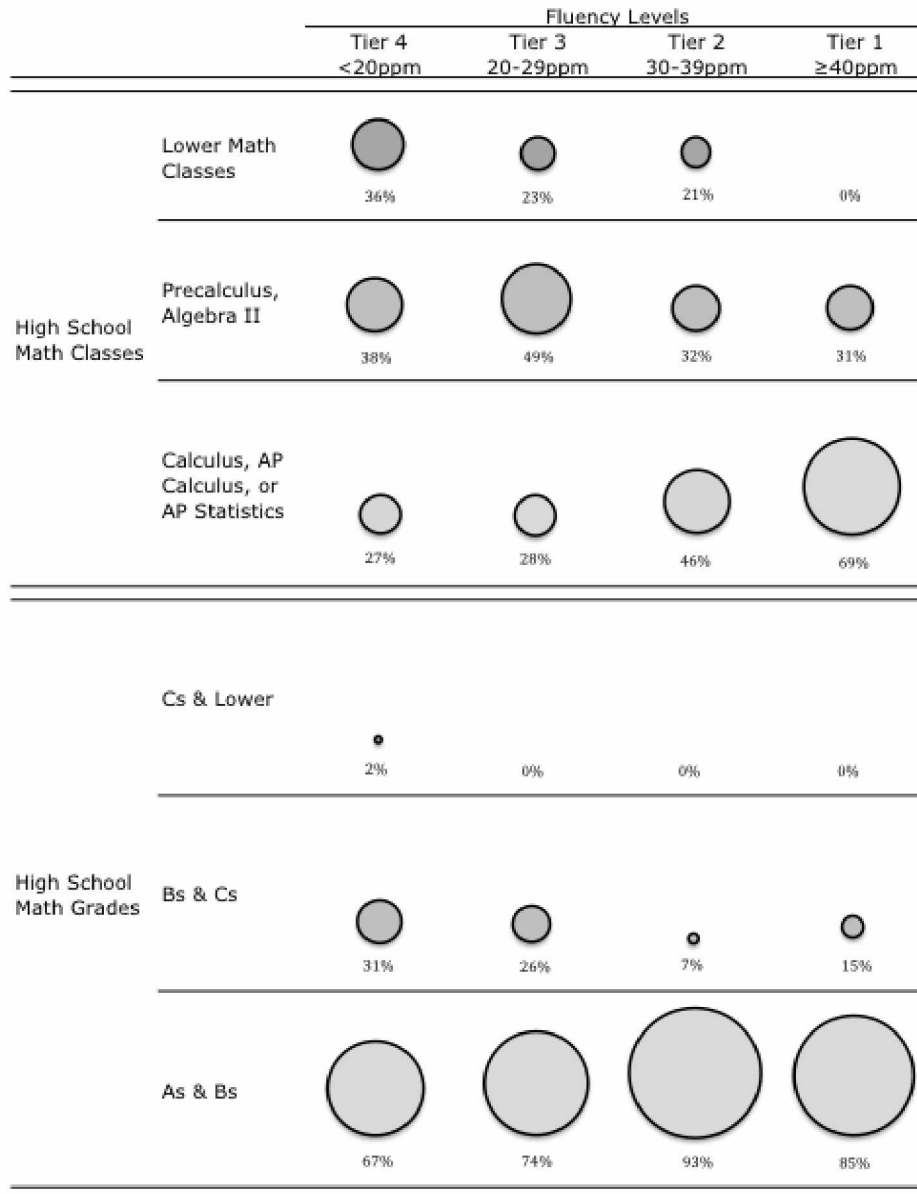 Fluency Levels
Tier 4 Tier 3 Tier 2 Tier 1
<20ppm 20-29ppm 30-39ppm ≥40ppm
Lower Math
Classes
36% 23% 21% 0%
Precalculus,
Algebra II
High School
Math Classes
38% 49% 32% 31%
Calculus, AP
Calculus, or
AP Statistics
27% 28% 46% 69%
Cs & Lower
2% 0% 0% 0%
High School
Math Grades
Bs & Cs
31% 26% 7% 15%
As & Bs
67% 74% 93% 85%